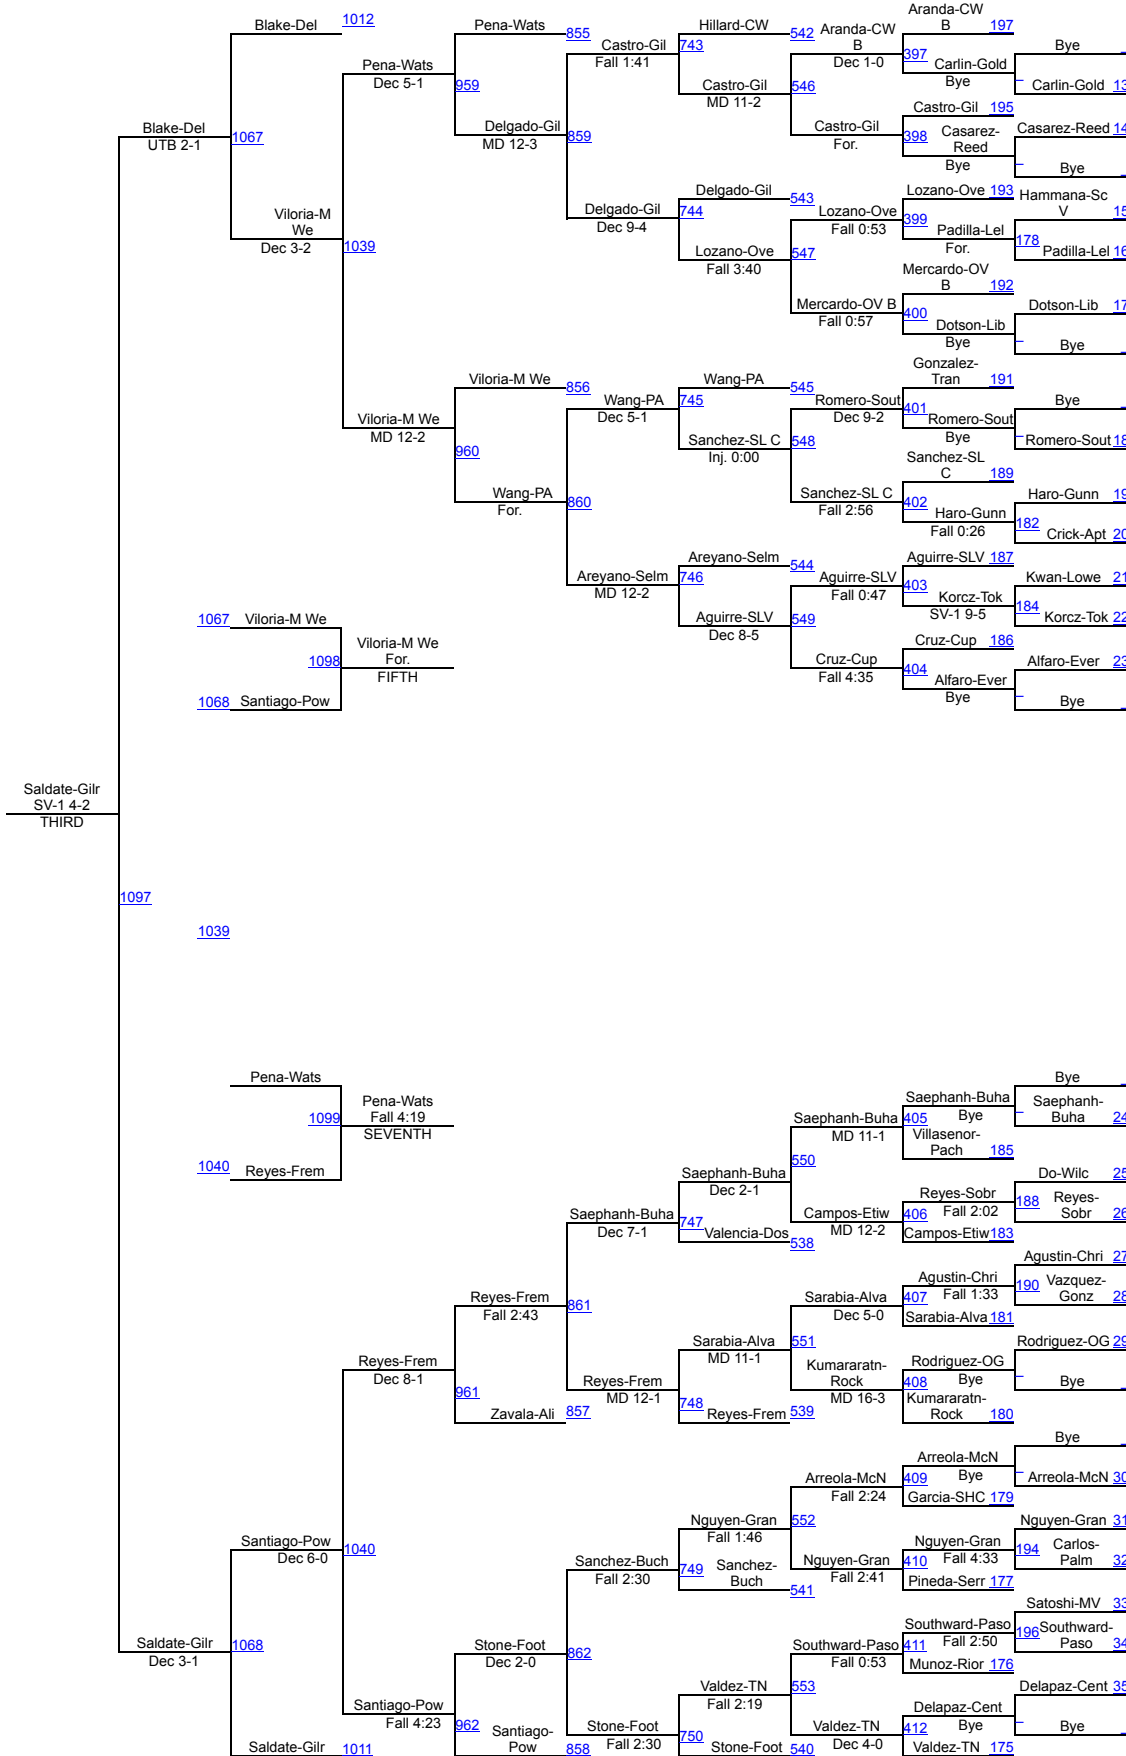 Blake-Del 1012
Pena-Wats 855
Hillard-CW 542
Aranda-CW
B 197
Castro-Gil
Fall 1:41
743
Aranda-CW
B
Dec 1-0
397
Carlin-Gold
Bye
Bye
Carlin-Gold 13
Pena-Wats
Dec 5-1
959
Castro-Gil
MD 11-2
546
Castro-Gil 195
Blake-Del
UTB 2-1
1067
Delgado-Gil
MD 12-3
859
Castro-Gil
For.
398
Casarez-
Reed
Bye
Casarez-Reed 14
Bye
Delgado-Gil 543
Lozano-Ove 193
Hammana-Sc
V 15
Viloria-M
We
Dec 3-2
1039
Delgado-Gil
Dec 9-4
744
Lozano-Ove
Fall 0:53
399
Padilla-Lel
For.
178
Padilla-Lel 16
Lozano-Ove
Fall 3:40
547
Mercardo-OV
B 192
Mercardo-OV B
Fall 0:57
400
Dotson-Lib
Bye
Dotson-Lib 17
Bye
Viloria-M We 856
Wang-PA 545
Gonzalez-
Tran 191
Wang-PA
Dec 5-1
745
Romero-Sout
Dec 9-2
401
Romero-Sout
Bye
Bye
Romero-Sout 18
Viloria-M We
MD 12-2
960
Sanchez-SL C
Inj. 0:00
548
Sanchez-SL
C 189
Wang-PA
For.
860
Sanchez-SL C
Fall 2:56
402
Haro-Gunn
Fall 0:26
182
Haro-Gunn 19
Crick-Apt 20
Areyano-Selm 544
Aguirre-SLV 187
Areyano-Selm
MD 12-2
746
Aguirre-SLV
Fall 0:47
403
Korcz-Tok
SV-1 9-5
184
Kwan-Lowe 21
Korcz-Tok 22
Aguirre-SLV
Dec 8-5
549
Cruz-Cup 186
Cruz-Cup
Fall 4:35
404
Alfaro-Ever
Bye
Alfaro-Ever 23
Bye
1067 Viloria-M We
1098
Viloria-M We
For.
FIFTH
1068 Santiago-Pow
Saldate-Gilr
SV-1 4-2
THIRD
1097
1039
Pena-Wats
1099
Pena-Wats
Fall 4:19
SEVENTH
1040 Reyes-Frem
Bye
Saephanh-Buha
Bye
Saephanh-
Buha 24
Saephanh-Buha
MD 11-1
405
Villasenor-
Pach 185
550
Saephanh-Buha
Dec 2-1
Do-Wilc 25
Reyes-Sobr
Fall 2:02
188
Reyes-
Sobr 26
Saephanh-Buha
Dec 7-1
747
Valencia-Dos 538
Campos-Etiw
MD 12-2
406
Campos-Etiw 183
Agustin-Chri 27
Agustin-Chri
Fall 1:33
190
Vazquez-
Gonz 28
Reyes-Frem
Fall 2:43
861
Sarabia-Alva
Dec 5-0
407
Sarabia-Alva 181
Sarabia-Alva
MD 11-1
551
Rodriguez-OG 29
Reyes-Frem
Dec 8-1
961
Reyes-Frem
MD 12-1
748
Kumararatn-
Rock
MD 16-3
Rodriguez-OG
Bye
408
Bye
Zavala-Ali 857
Reyes-Frem 539
Kumararatn-
Rock 180
Bye
Arreola-McN
Bye
Arreola-McN 30
Arreola-McN
Fall 2:24
409
Garcia-SHC 179
Nguyen-Gran
Fall 1:46
552
Nguyen-Gran 31
Santiago-Pow
Dec 6-0
1040
Sanchez-Buch
Fall 2:30
749
Sanchez-
Buch
541
Nguyen-Gran
Fall 2:41
410
Nguyen-Gran
Fall 4:33
194
Carlos-
Palm 32
Pineda-Serr 177
Satoshi-MV 33
Saldate-Gilr
Dec 3-1
1068
Stone-Foot
Dec 2-0
862
Southward-Paso
Fall 0:53
411
Southward-Paso
Fall 2:50
196
Southward-
Paso 34
Munoz-Rior 176
Valdez-TN
Fall 2:19
553
Delapaz-Cent 35
Santiago-Pow
Fall 4:23
962
Santiago-
Pow 858
Stone-Foot
Fall 2:30
750
Stone-Foot 540
Valdez-TN
Dec 4-0
412
Delapaz-Cent
Bye
Bye
Valdez-TN 175
Saldate-Gilr 1011